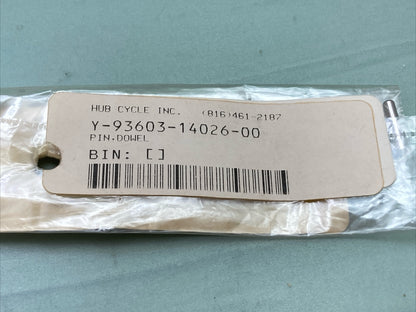 HUB CYCLE INC. (816)461-2187
Y-93603-14026-00
PIN,DOWEL
BIN: []